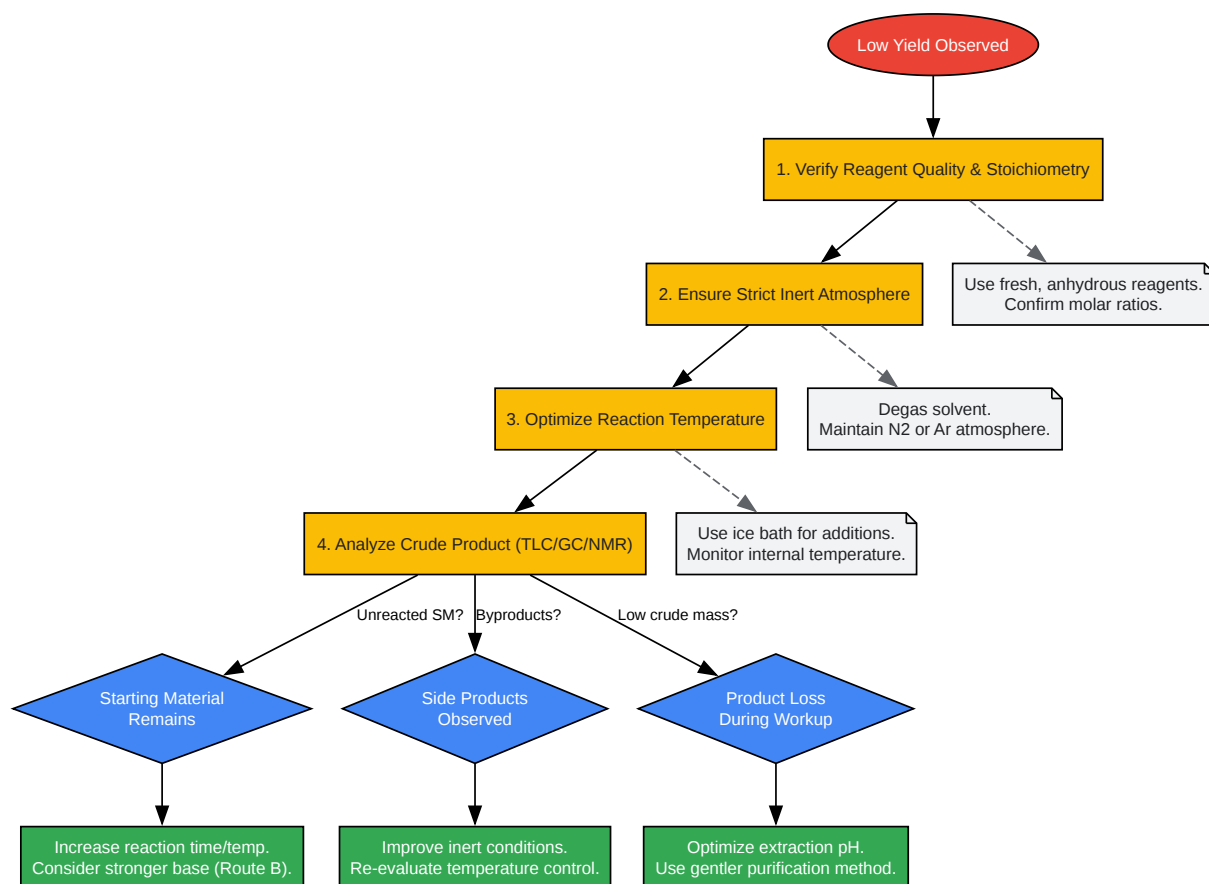 Low Yield Observed
1. Verify Reagent Quality & Stoichiometry
2. Ensure Strict Inert Atmosphere
Use fresh, anhydrous reagents.
Confirm molar ratios.
3. Optimize Reaction Temperature
Degas solvent.
Maintain N2 or Ar atmosphere.
4. Analyze Crude Product (TLC/GC/NMR)
Use ice bath for additions.
Monitor internal temperature.
Unreacted SM?
Byproducts?
Low crude mass?
Starting Material
Remains
Side Products
Observed
Product Loss
During Workup
Increase reaction time/temp.
Consider stronger base (Route B).
Improve inert conditions.
Re-evaluate temperature control.
Optimize extraction pH.
Use gentler purification method.